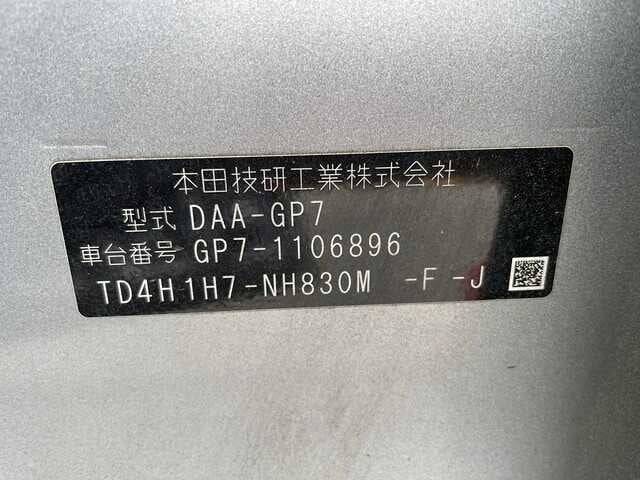 本田技研工業株式会社
型式 DAA-GP7
車台番号 GP7-1106896
TD4H1H7-NH830M -F -J